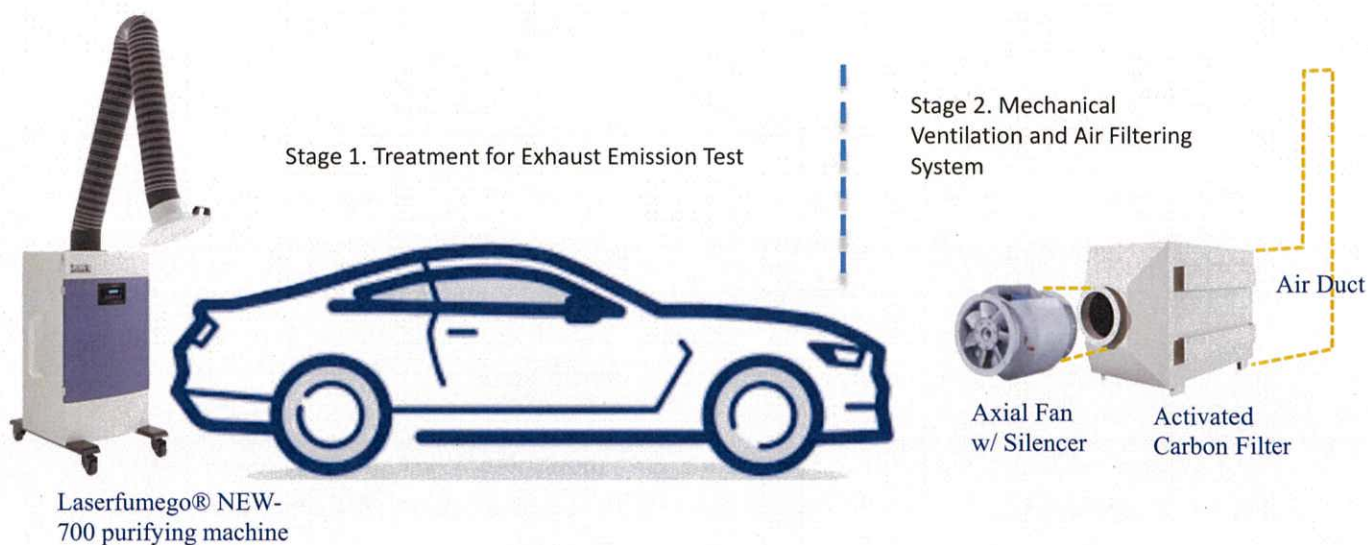 Stage 1. Treatment for Exhaust Emission Test
Stage 2. Mechanical
Ventilation and Air Filtering
System
Air Duct
Axial Fan
w/ Silencer
Activated
Carbon Filter
Laserfumego® NEW-
700 purifying machine